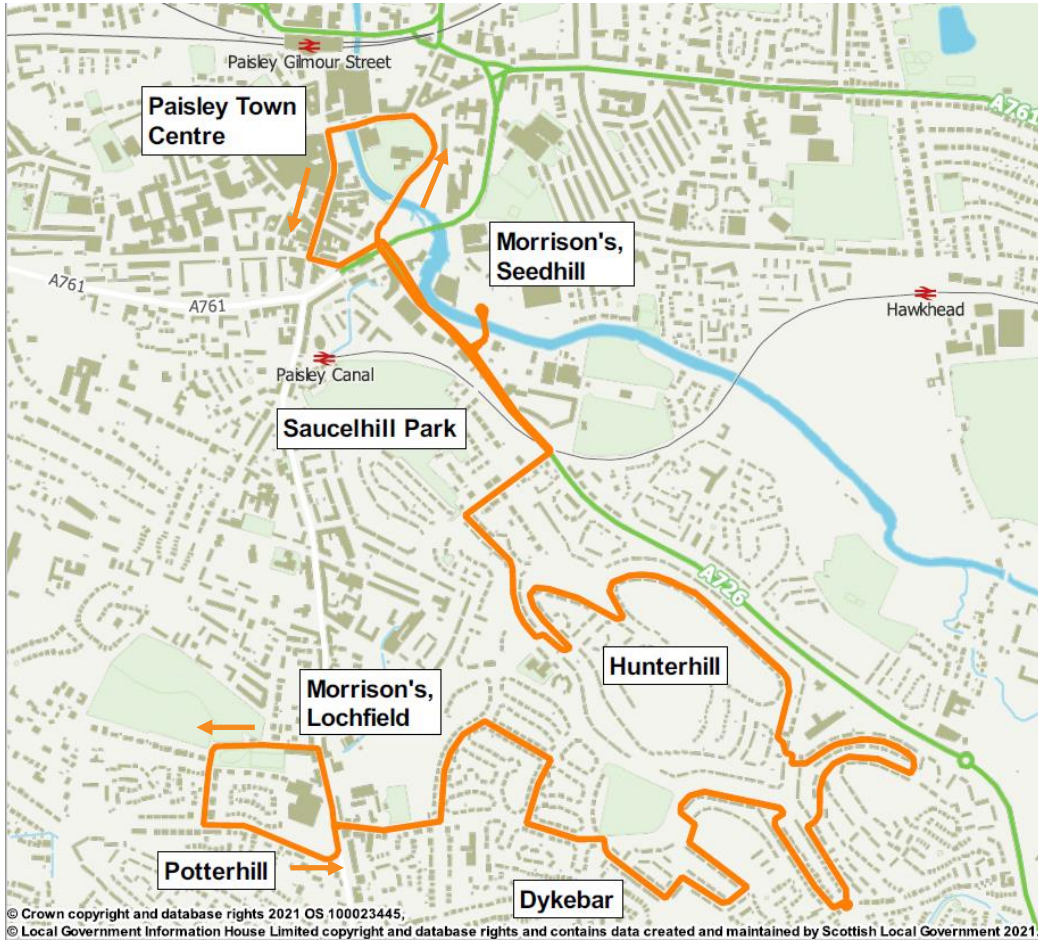 Paisley Gilmour Street
Paisley Town
Centre
A761
Morrison's,
Seedhill
A761
A761
Hawkhead
Paisley Canal
Saucelhill Park
A726
Hunterhill
Morrison's,
Lochfield
Potterhill
Dykebar
© Crown copyright and database rights 2021 OS 100023445,
© Local Government Information House Limited copyright and database rights and contains data created and maintained by Scottish Local Government 2021.